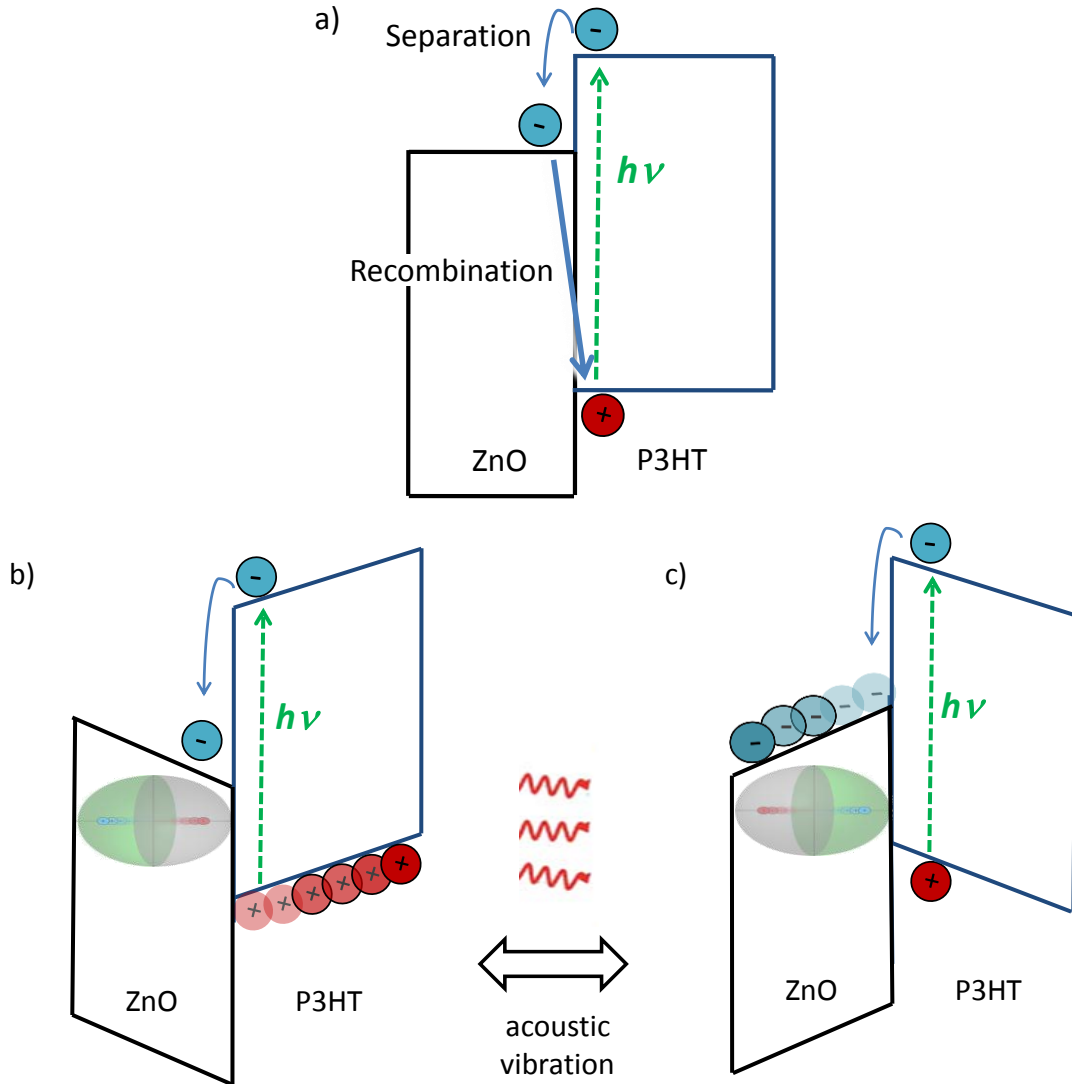 a)
Separation
-
-
hν
Recombination
+
ZnO
P3HT
b)
-
-
hν
+ + + + + +
ZnO
P3HT
acoustic
vibration
c)
-
- - - - -
hν
+
ZnO
P3HT